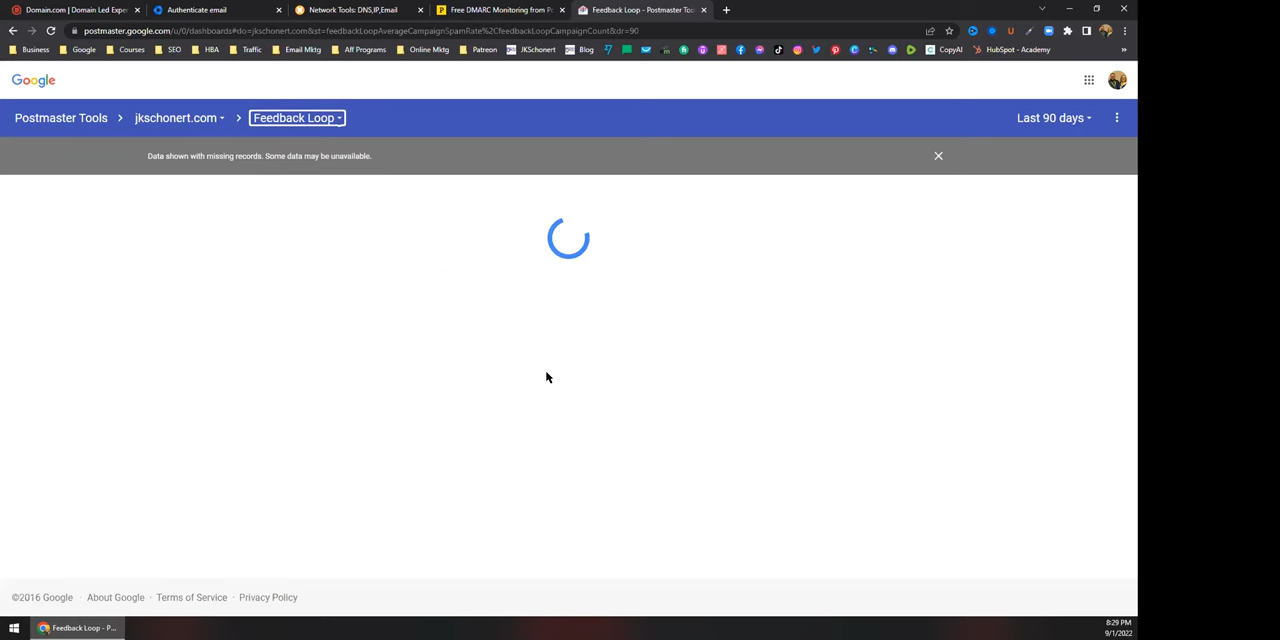 Domain.com | Domain Led Exper
Authenticate email
Network Tools: DNS,IP,Email
Free DMARC Monitoring from Po
Feedback Loop - Postmaster Too
postmaster.google.com/u/0/dashboards#do=jkschonert.com&st=feedbackLoopAverageCampaignSpamRate%2CfeedbackLoopCampaignCount&dr=90
Business
Google
Courses
SEO
HBA
Traffic
Email Mktg
Aff Programs
Online Mktg
Patreon
JKSchonert
Blog
CopyAI
HubSpot - Academy
»
Google
Postmaster Tools
jkschonert.com
Feedback Loop
Last 90 days
Data shown with missing records. Some data may be unavailable.
©2016 Google · About Google · Terms of Service · Privacy Policy
Feedback Loop - P...
8:29 PM
9/1/2022